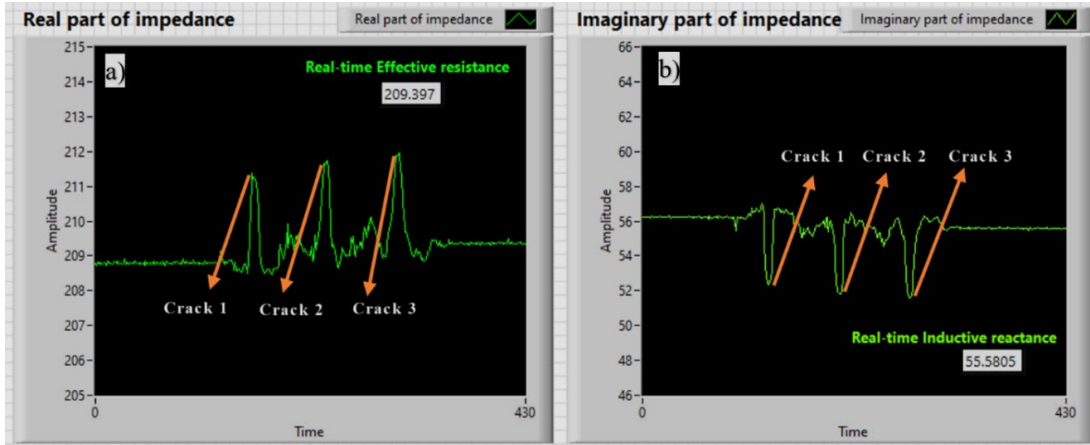 Real part of impedance
Real part of impedance
a)
Real-time Effective resistance
209.397
215
214
213
212
211
210
209
208
207
206
205
Amplitude
Crack 1
Crack 2
Crack 3
0
430
Time
Imaginary part of impedance
Imaginary part of impedance
b)
66
64
62
60
58
56
54
52
50
48
46
Amplitude
Crack 1
Crack 2
Crack 3
Real-time Inductive reactance
55.5805
0
430
Time